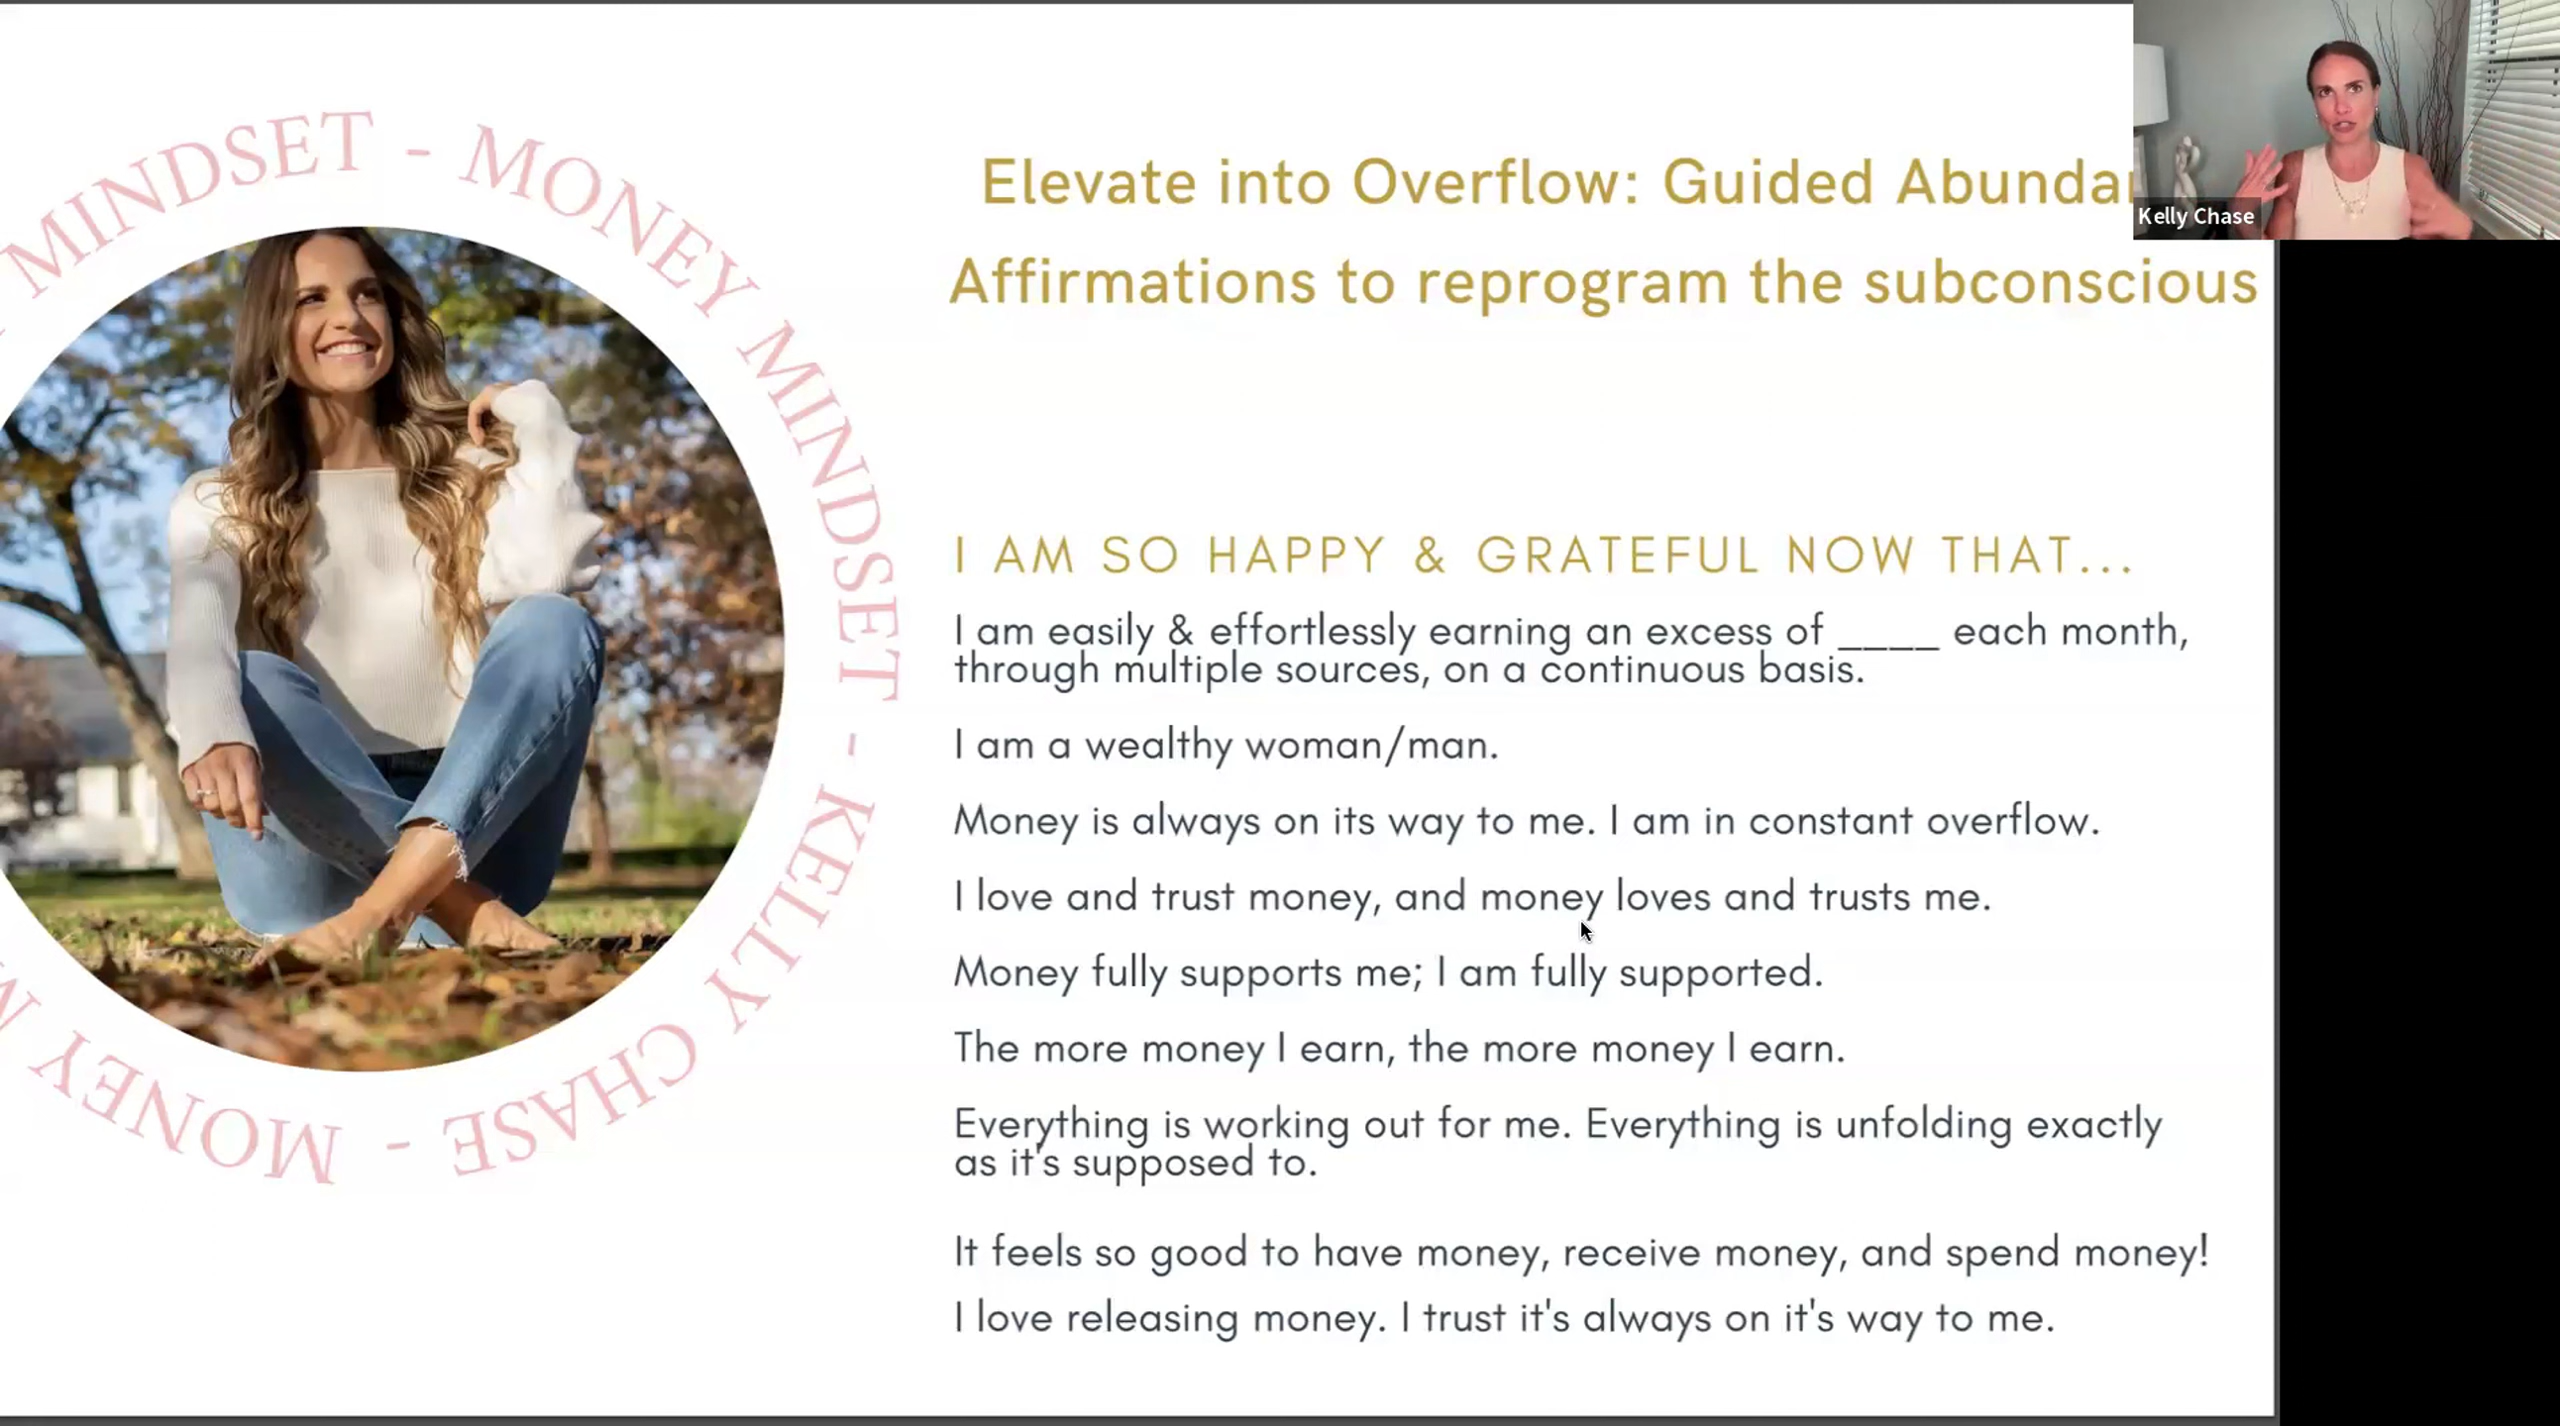 MINDSET - MONEY MINDSET - KELLY CHASE - MONEY
Elevate into Overflow: Guided
Affirmations to reprogram the subconscious
Kelly Chase
I AM SO HAPPY & GRATEFUL NOW THAT...
I am easily & effortlessly earning an excess of ____ each month,
through multiple sources, on a continuous basis.
I am a wealthy woman/man.
Money is always on its way to me. I am in constant overflow.
I love and trust money, and money loves and trusts me.
Money fully supports me; I am fully supported.
The more money I earn, the more money I earn.
Everything is working out for me. Everything is unfolding exactly
as it's supposed to.
It feels so good to have money, receive money, and spend money!
I love releasing money. I trust it's always on it's way to me.